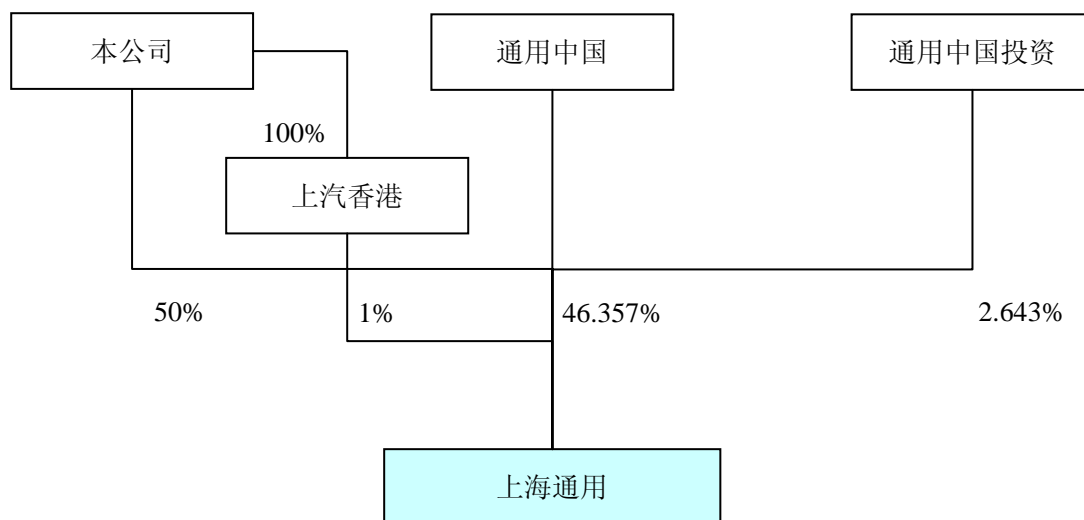 本公司
通用中国
通用中国投资
100%
上汽香港
50%
1%
46.357%
2.643%
上海通用